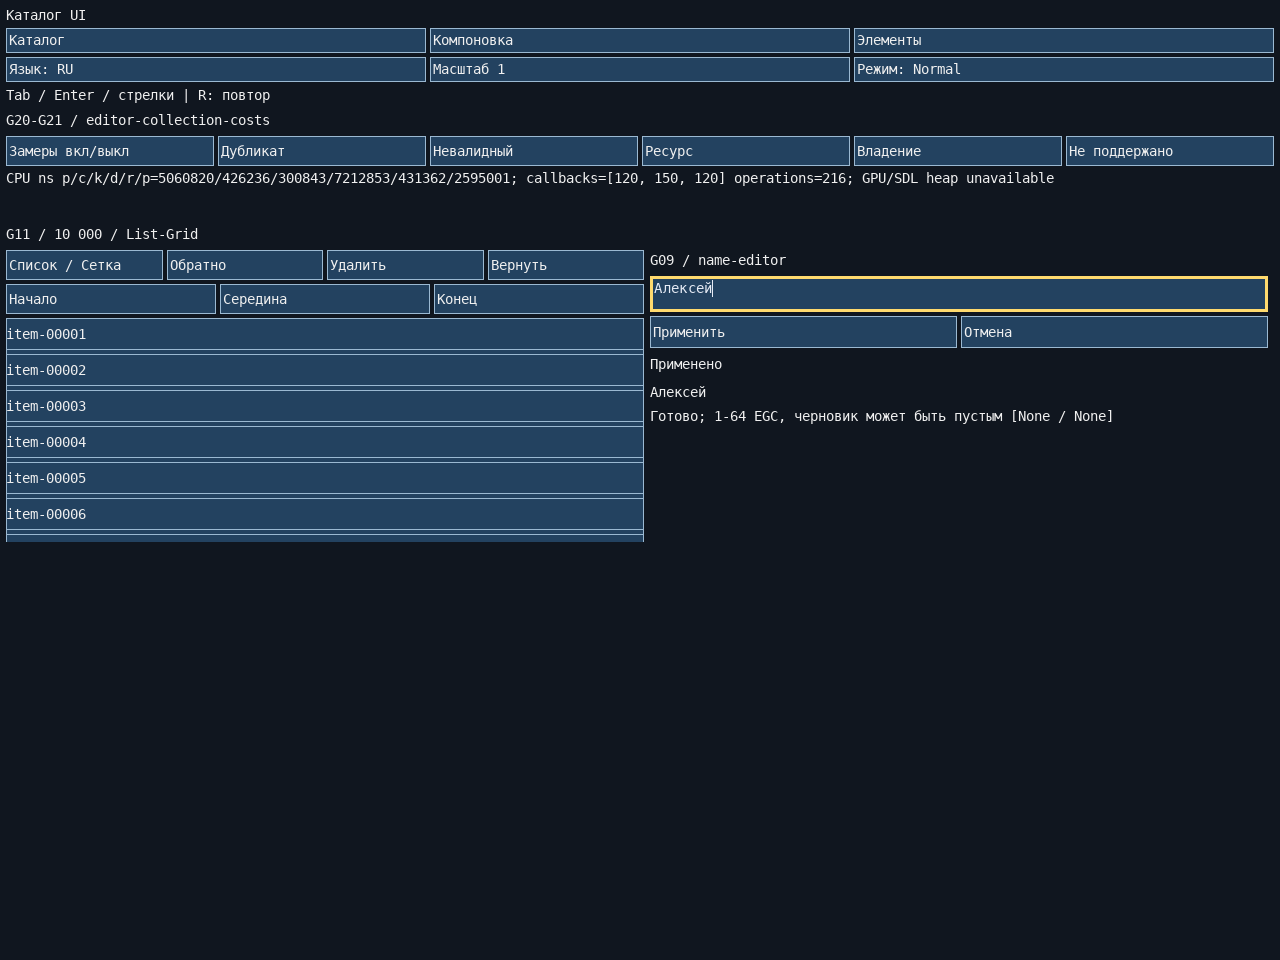 Каталог UI
Каталог
Компоновка
Элементы
Язык: RU
Масштаб 1
Режим: Normal
Tab / Enter / стрелки | R: повтор
G20-G21 / editor-collection-costs
Замеры вкл/выкл
Дубликат
Невалидный
Ресурс
Владение
Не поддержано
CPU ns p/c/k/d/r/p=5060820/426236/300843/7212853/431362/2595001; callbacks=[120, 150, 120] operations=216; GPU/SDL heap unavailable
G11 / 10 000 / List-Grid
Список / Сетка
Обратно
Удалить
Вернуть
Начало
Середина
Конец
item-00001
item-00002
item-00003
item-00004
item-00005
item-00006
G09 / name-editor
Алексей
Применить
Отмена
Применено
Алексей
Готово; 1-64 EGC, черновик может быть пустым [None / None]